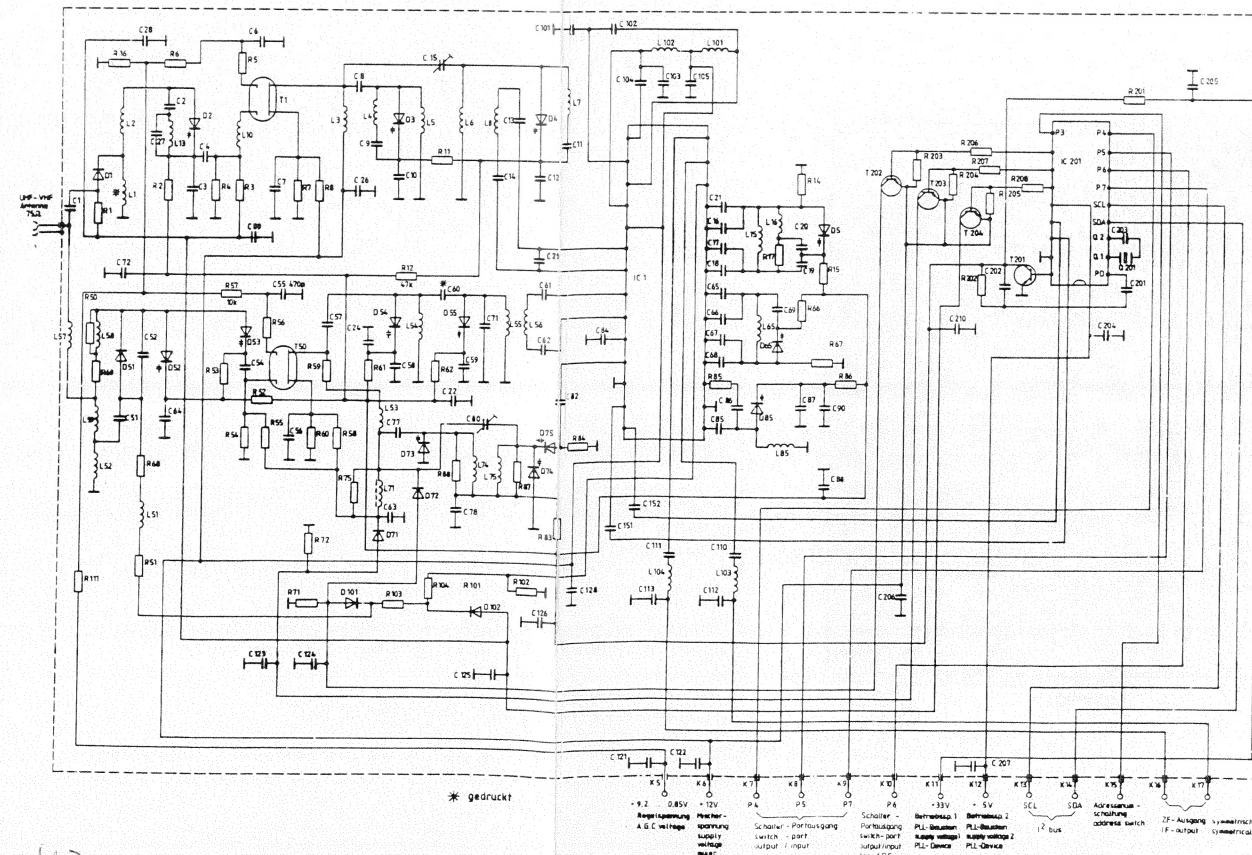 C28
C6
C101
C102
R16
R6
R5
C15
L102
L101
C8
C104
C103
C105
C205
R201
T1
L7
C2
D2
L2
L3
L4
D3
L5
L6
L8
C13
D4
C27
L13
L10
P3
P4
C4
C9
R11
C11
R206
IC 201
P5
D1
R203
R207
P6
L1
R2
C3
R4
R3
C7
R7
R8
C26
C10
C14
C12
R14
T202
T203
R204
R208
P7
UHF-VHF
Antenne
75Ω
C1
R1
C21
R205
SCL
C16
L15
L16
C20
D5
T 204
SDA
C17
R17
Q.2
C203
C72
R12
47k
C18
C19
R15
T201
Q.1
Q201
IC 1
R202
C202
PD
C201
R57
10k
C55 470p
C60
C61
C65
C69
R66
R50
L58
C52
R56
C57
C24
D54
L54
D55
C71
L55
L56
C66
L65
C210
C204
L57
D53
T50
C62
C84
C67
D65
R67
D51
D52
R53
C54
R59
R61
C58
R62
C59
C68
R52
C22
R85
R86
C51
C64
L53
C82
C86
D85
C87
C90
R54
R55
C56
R60
R58
C77
C80
C85
D75
R84
L52
R68
D73
R88
L74
L75
R87
D74
L85
R75
L71
D72
C88
L51
C63
C78
C152
C151
R72
D71
R83
R51
C111
C110
R111
L104
L103
R71
D101
R103
R104
R101
R102
C128
C113
C112
C206
D102
C126
C123
C124
C125
C121
C122
C207
K5
K6
K7
K8
K9
K10
K11
K12
K13
K14
K15
K16
K17
✳ gedruckt
+ 9,2 ... 0,85V
+ 12V
P4
P5
P7
P6
+33V
+ 5V
SCL
SDA
Regelspannung
A.G.C voltage
Mischer-
spannung
supply
voltage
mixer
Schalter - Portausgang
switch - port
output / input
Schalter -
Portausgang
switch-port
output/input
Betriebssp. 1
PLL-Baustein
supply voltage1
PLL-Device
Betriebssp. 2
PLL-Baustein
supply voltage 2
PLL-Device
I² bus
Adressenum-
schaltung
address switch
ZF-Ausgang symmetrisch
IF-output symmetrical